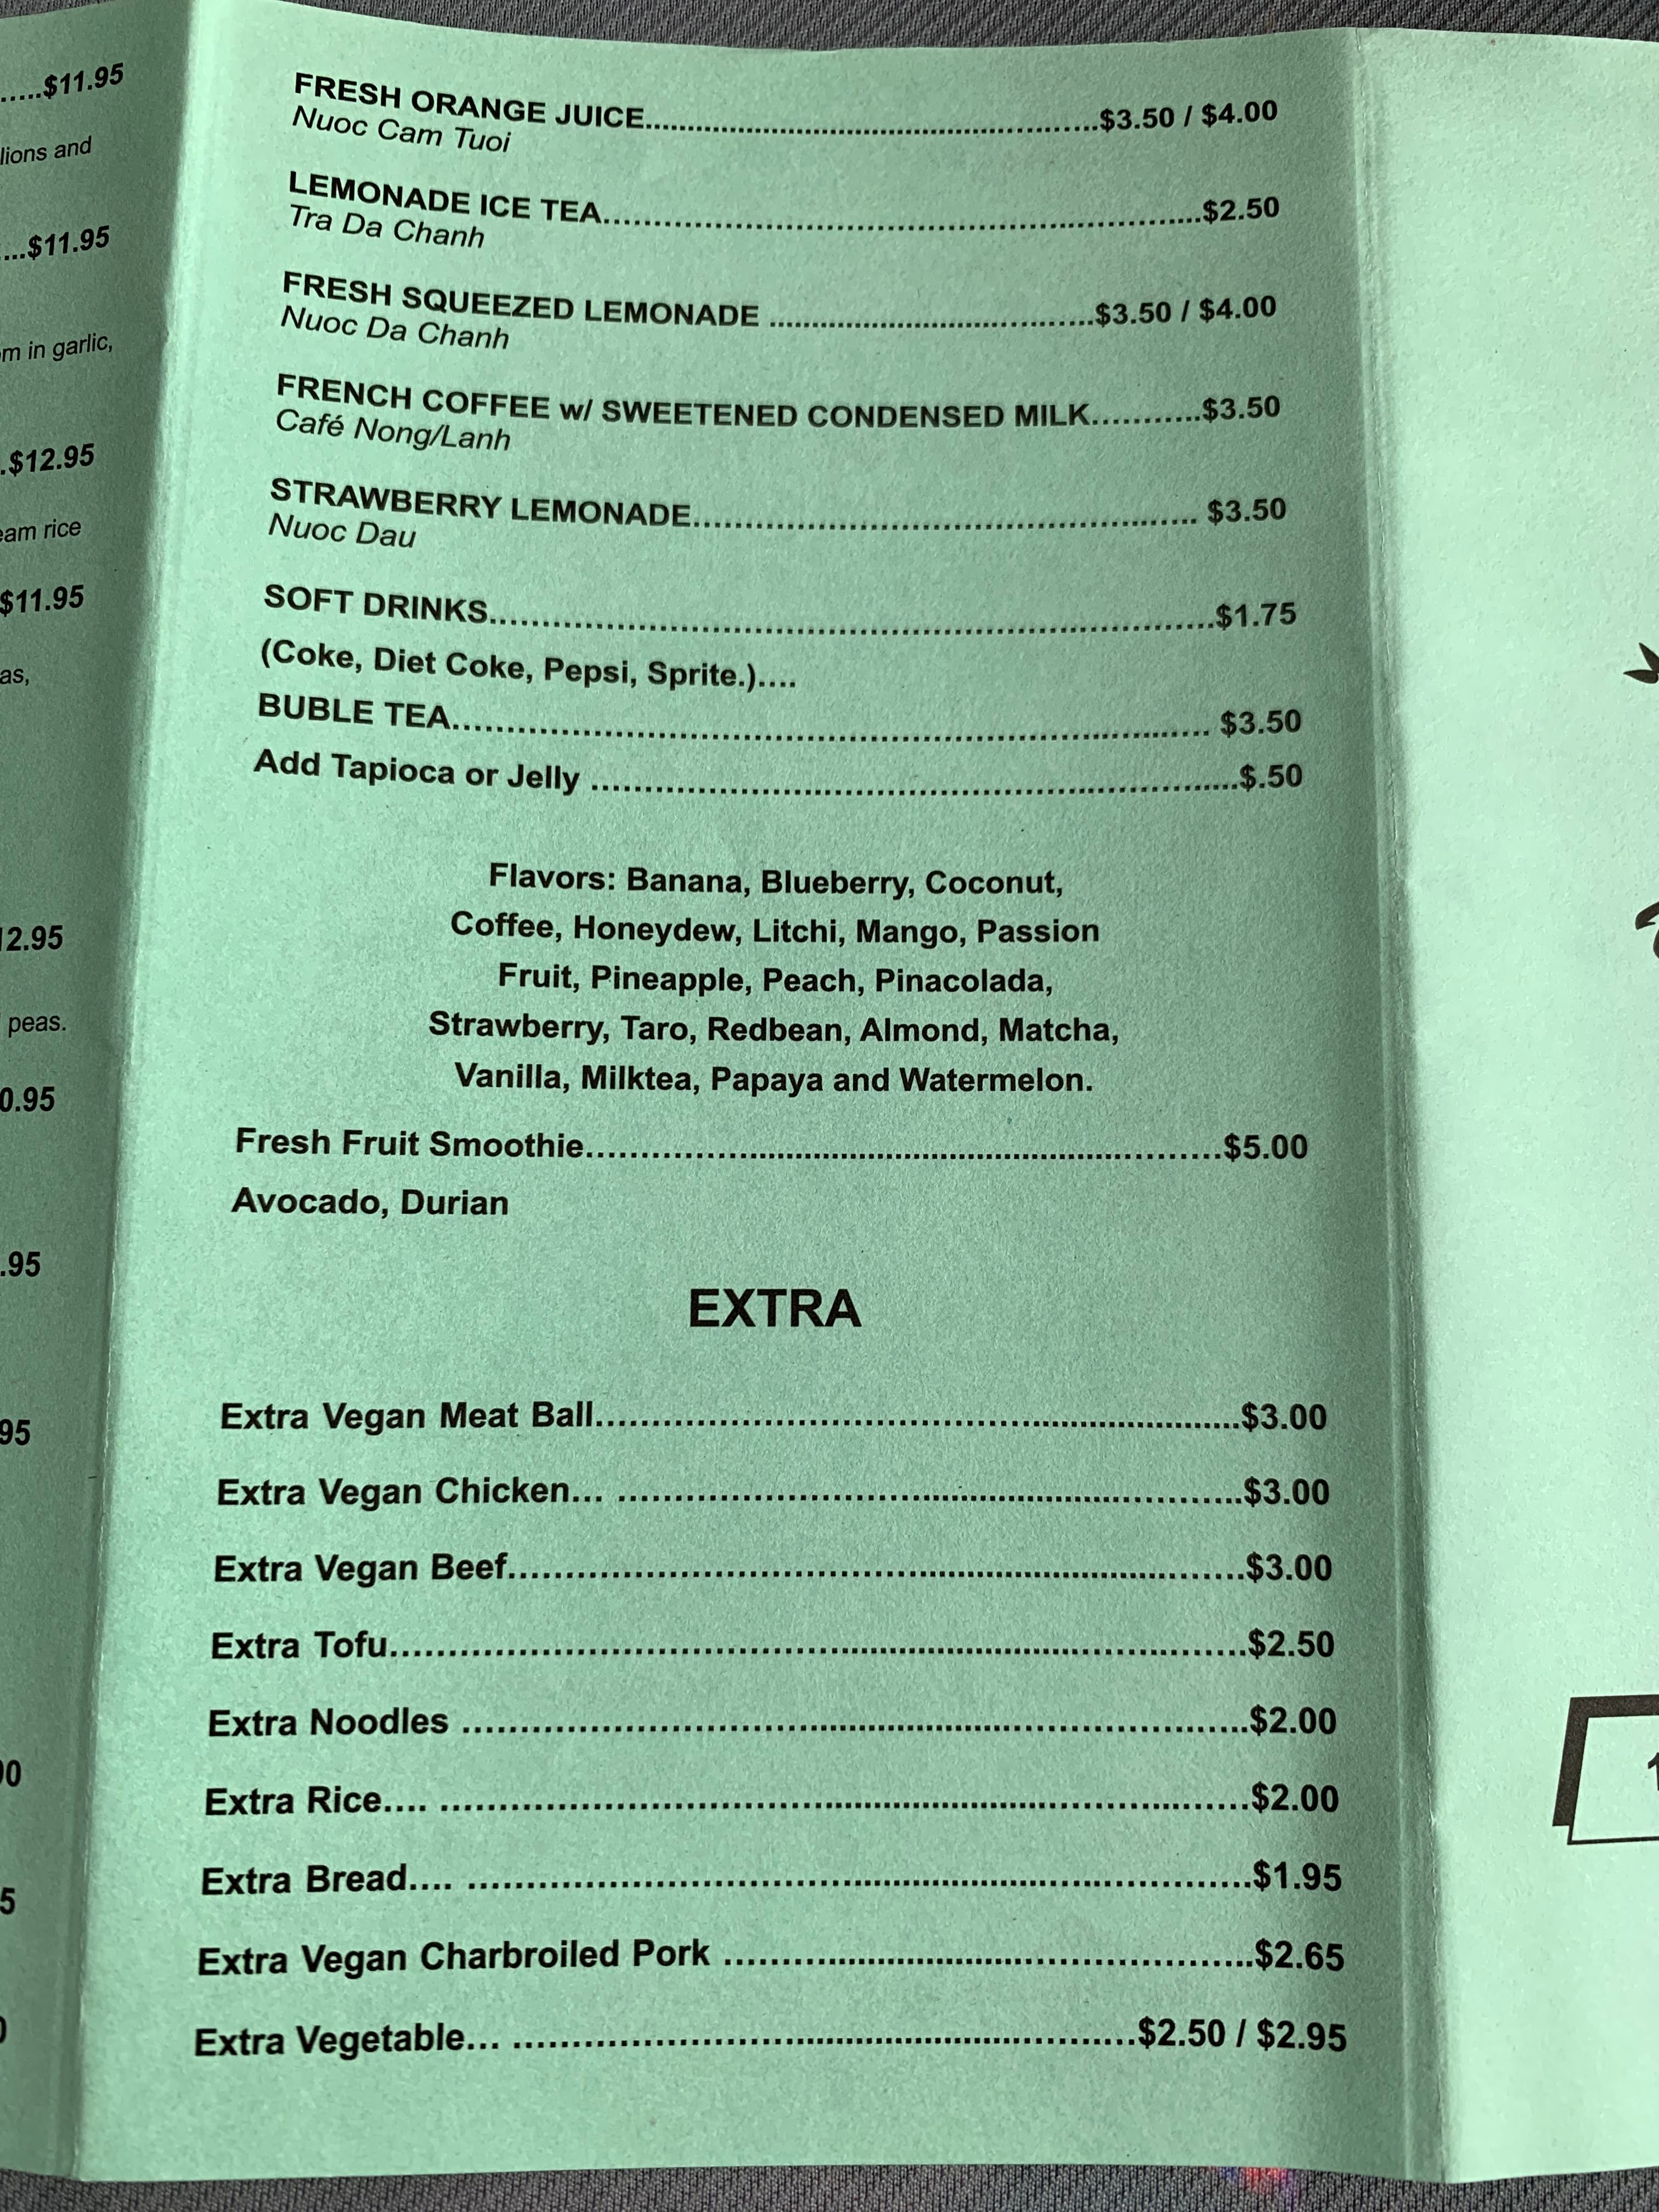 .....$11.95
lions and
....$11.95
m in garlic,
.$12.95
eam rice
$11.95
as,
12.95
peas.
0.95
.95
95
00
5
0
FRESH ORANGE JUICE..........$3.50 / $4.00
Nuoc Cam Tuoi
LEMONADE ICE TEA..........$2.50
Tra Da Chanh
FRESH SQUEEZED LEMONADE ..........$3.50 / $4.00
Nuoc Da Chanh
FRENCH COFFEE w/ SWEETENED CONDENSED MILK..........$3.50
Café Nong/Lanh
STRAWBERRY LEMONADE.......... $3.50
Nuoc Dau
SOFT DRINKS..........$1.75
(Coke, Diet Coke, Pepsi, Sprite.)....
BUBLE TEA.......... $3.50
Add Tapioca or Jelly ..........$.50
Flavors: Banana, Blueberry, Coconut,
Coffee, Honeydew, Litchi, Mango, Passion
Fruit, Pineapple, Peach, Pinacolada,
Strawberry, Taro, Redbean, Almond, Matcha,
Vanilla, Milktea, Papaya and Watermelon.
Fresh Fruit Smoothie..........$5.00
Avocado, Durian
EXTRA
Extra Vegan Meat Ball..........$3.00
Extra Vegan Chicken... ..........$3.00
Extra Vegan Beef..........$3.00
Extra Tofu..........$2.50
Extra Noodles ..........$2.00
Extra Rice.... ..........$2.00
Extra Bread.... ..........$1.95
Extra Vegan Charbroiled Pork ..........$2.65
Extra Vegetable... ..........$2.50 / $2.95